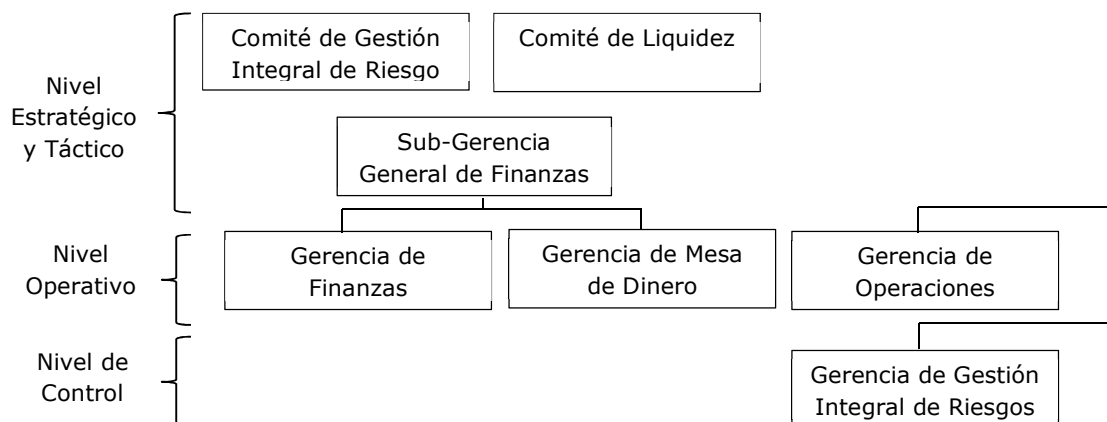 Comité de Gestión
Integral de Riesgo
Comité de Liquidez
Nivel
Estratégico
y Táctico
Sub-Gerencia
General de Finanzas
Nivel
Operativo
Gerencia de
Finanzas
Gerencia de Mesa
de Dinero
Gerencia de
Operaciones
Nivel de
Control
Gerencia de Gestión
Integral de Riesgos